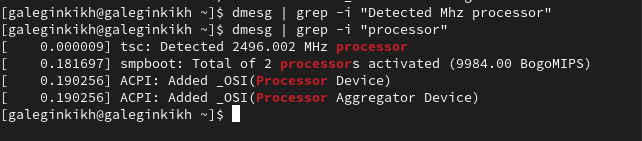 [galeginkikh@galeginkikh ~]$ dmesg | grep -i "Detected Mhz processor"
[galeginkikh@galeginkikh ~]$ dmesg | grep -i "processor"
[    0.000009] tsc: Detected 2496.002 MHz processor
[    0.181697] smpboot: Total of 2 processors activated (9984.00 BogoMIPS)
[    0.190256] ACPI: Added _OSI(Processor Device)
[    0.190256] ACPI: Added _OSI(Processor Aggregator Device)
[galeginkikh@galeginkikh ~]$